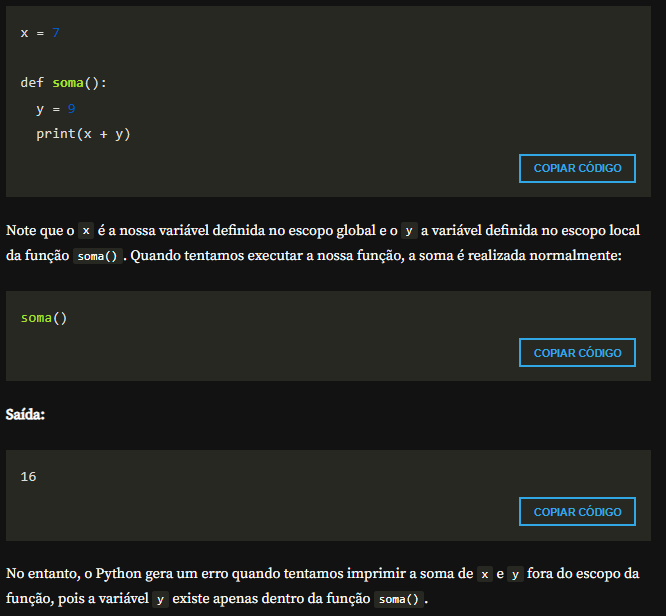 x = 7
def soma():
  y = 9
  print(x + y)
COPIAR CÓDIGO
Note que o x é a nossa variável definida no escopo global e o y a variável definida no escopo local
da função soma(). Quando tentamos executar a nossa função, a soma é realizada normalmente:
soma()
COPIAR CÓDIGO
Saída:
16
COPIAR CÓDIGO
No entanto, o Python gera um erro quando tentamos imprimir a soma de x e y fora do escopo da
função, pois a variável y existe apenas dentro da função soma().